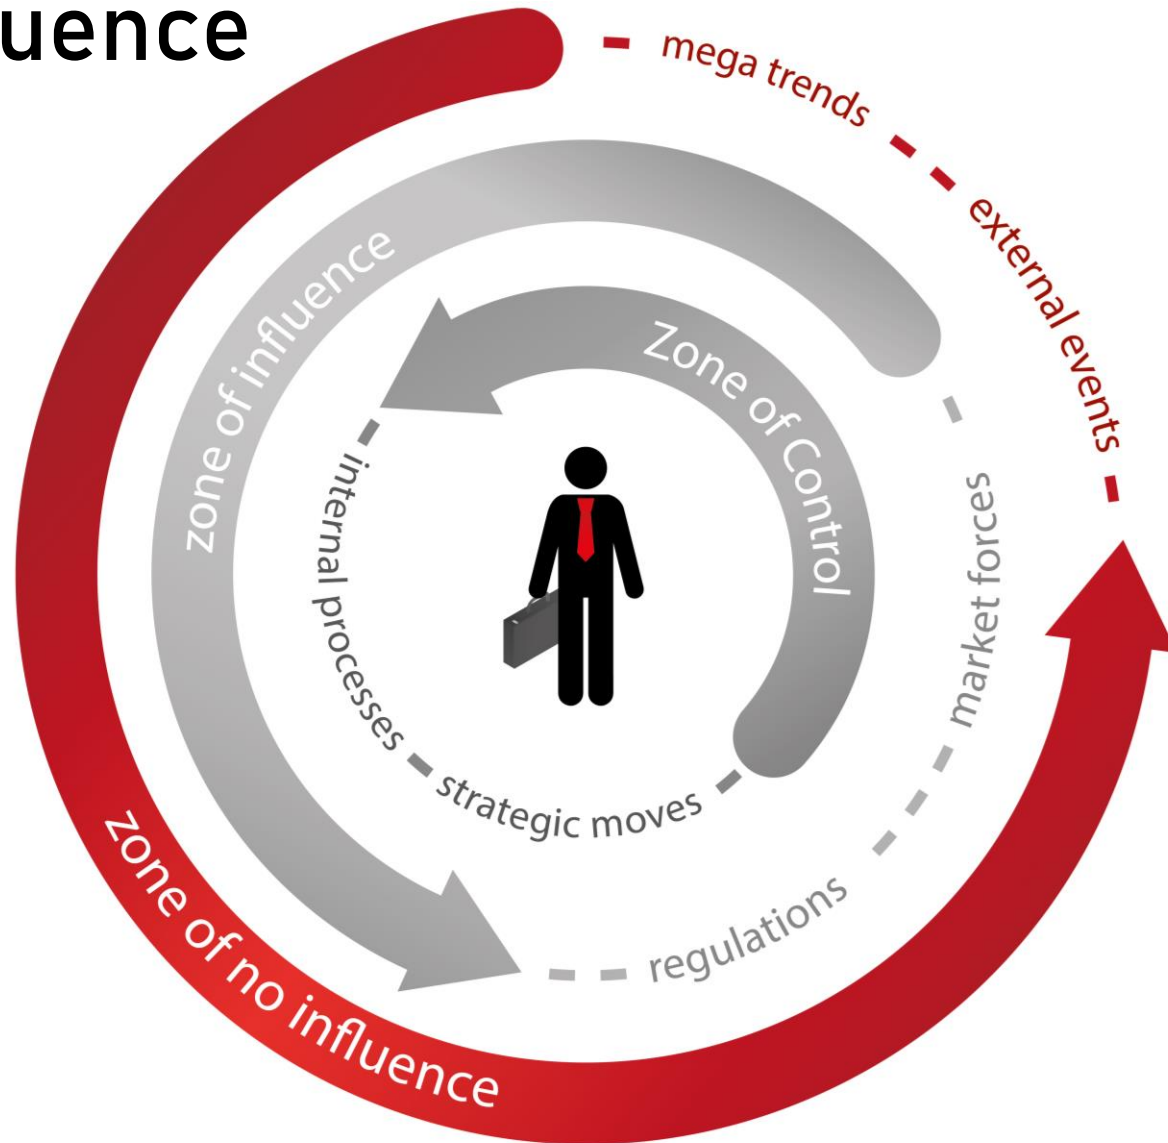 uence
mega trends
external events
zone of influence
Zone of Control
market forces
internal processes
strategic moves
regulations
zone of no influence